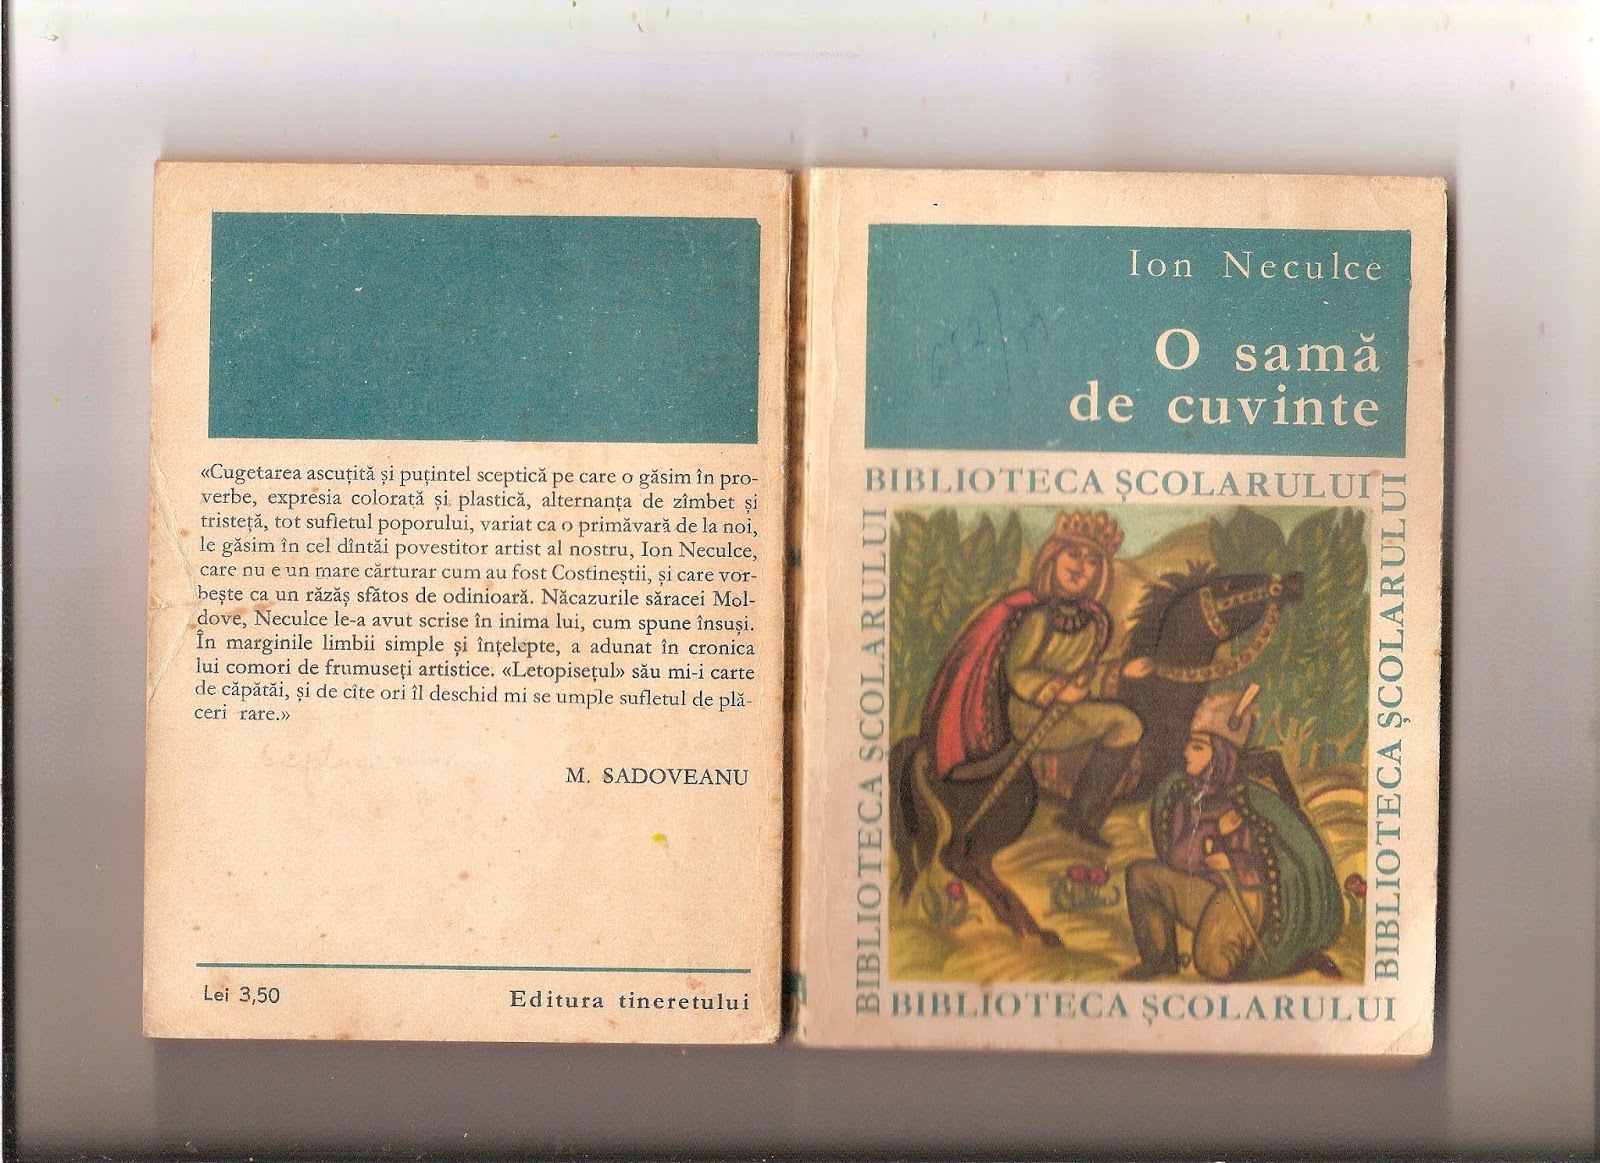 «Cugetarea ascuțită și puțintel sceptică pe care o găsim în pro-
verbe, expresia colorată și plastică, alternanța de zîmbet și
tristeță, tot sufletul poporului, variat ca o primăvară de la noi,
le găsim în cel dîntăi povestitor artist al nostru, Ion Neculce,
care nu e un mare cărturar cum au fost Costineștii, și care vor-
bește ca un răzăș sfătos de odinioară. Năcazurile săracei Mol-
dove, Neculce le-a avut scrise în inima lui, cum spune însuși.
În marginile limbii simple și înțelepte, a adunat în cronica
lui comori de frumuseți artistice. «Letopisețul» său mi-i carte
de căpătăi, și de cîte ori îl deschid mi se umple sufletul de plă-
ceri rare.»
M. SADOVEANU
Lei 3,50
Editura tineretului
Ion Neculce
O samă
de cuvinte
BIBLIOTECA ȘCOLARULUI
BIBLIOTECA ȘCOLARULUI
BIBLIOTECA ȘCOLARULUI
BIBLIOTECA ȘCOLARULUI